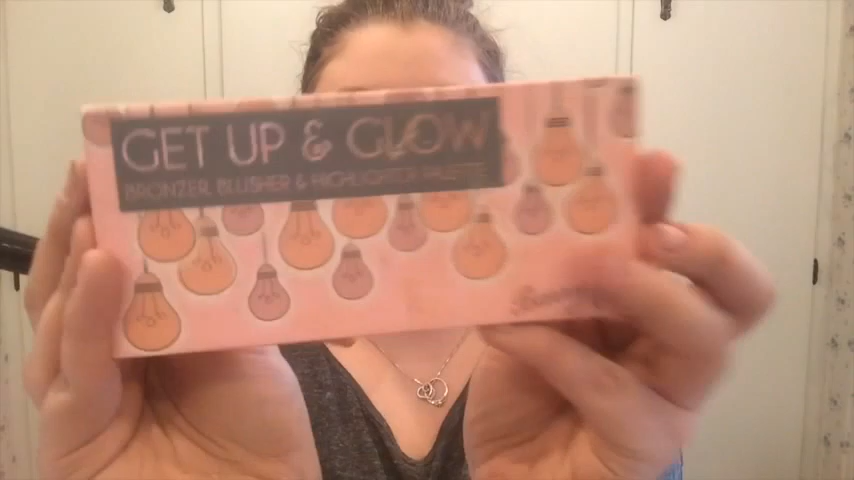 GET UP & GLOW
BRONZER, BLUSHER & HIGHLIGHTER PALETTE